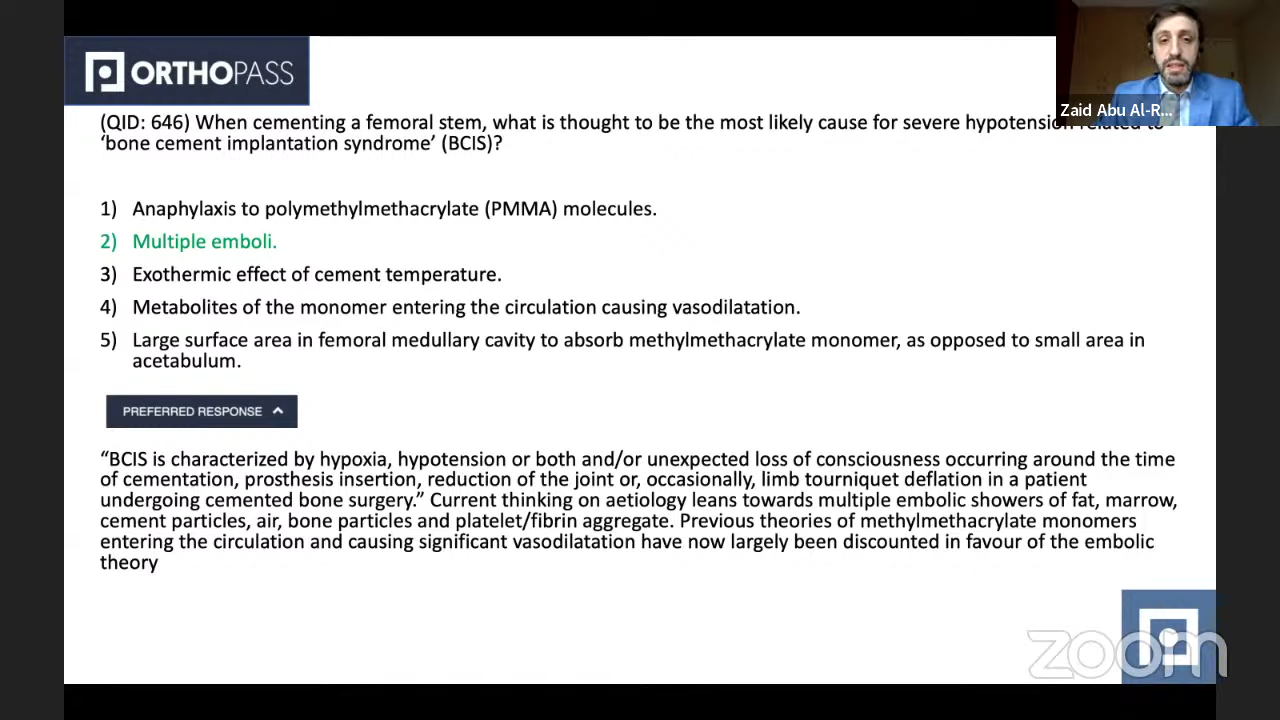 ORTHOPASS
Zaid Abu Al-R...
(QID: 646) When cementing a femoral stem, what is thought to be the most likely cause for severe hypotension related to
‘bone cement implantation syndrome’ (BCIS)?
1) Anaphylaxis to polymethylmethacrylate (PMMA) molecules.
2) Multiple emboli.
3) Exothermic effect of cement temperature.
4) Metabolites of the monomer entering the circulation causing vasodilatation.
5) Large surface area in femoral medullary cavity to absorb methylmethacrylate monomer, as opposed to small area in
acetabulum.
PREFERRED RESPONSE
“BCIS is characterized by hypoxia, hypotension or both and/or unexpected loss of consciousness occurring around the time
of cementation, prosthesis insertion, reduction of the joint or, occasionally, limb tourniquet deflation in a patient
undergoing cemented bone surgery.” Current thinking on aetiology leans towards multiple embolic showers of fat, marrow,
cement particles, air, bone particles and platelet/fibrin aggregate. Previous theories of methylmethacrylate monomers
entering the circulation and causing significant vasodilatation have now largely been discounted in favour of the embolic
theory
zoom